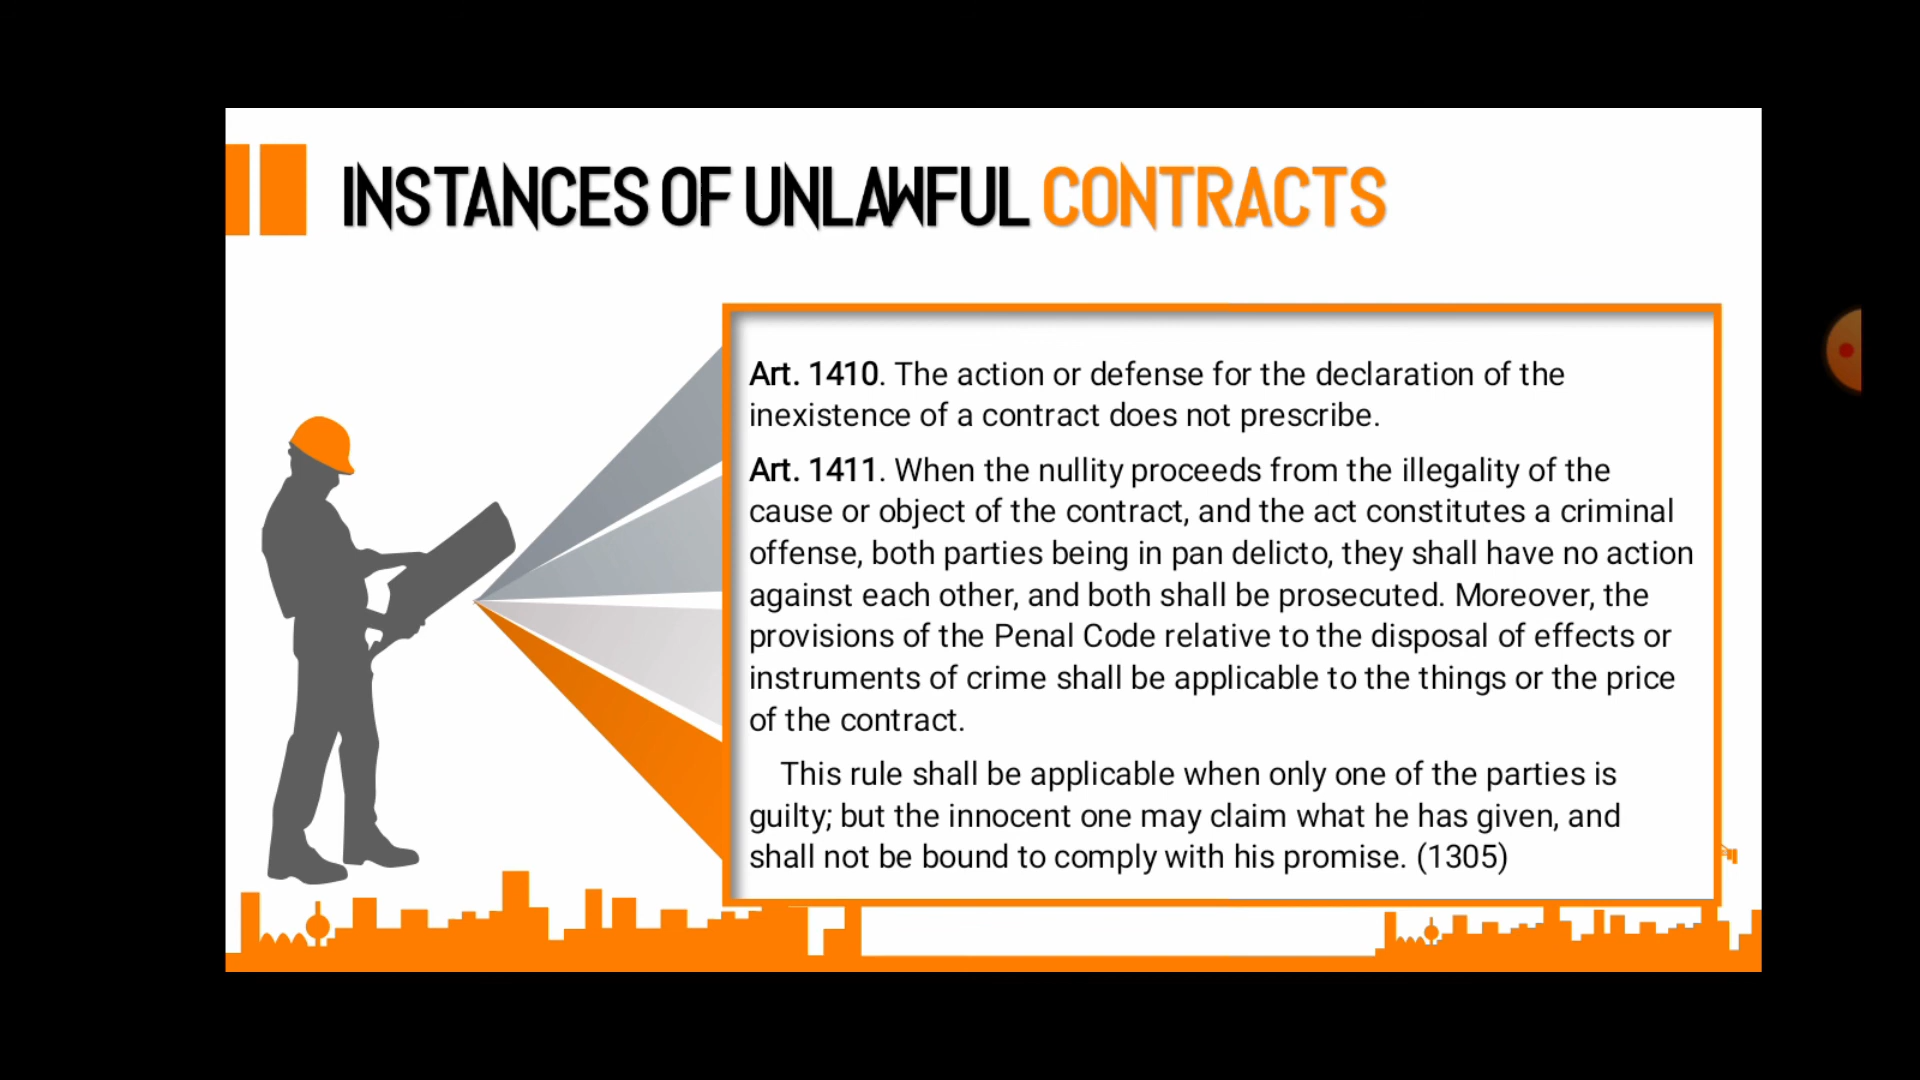 INSTANCES OF UNLAWFUL CONTRACTS
Art. 1410. The action or defense for the declaration of the
inexistence of a contract does not prescribe.
Art. 1411. When the nullity proceeds from the illegality of the
cause or object of the contract, and the act constitutes a criminal
offense, both parties being in pan delicto, they shall have no action
against each other, and both shall be prosecuted. Moreover, the
provisions of the Penal Code relative to the disposal of effects or
instruments of crime shall be applicable to the things or the price
of the contract.
This rule shall be applicable when only one of the parties is
guilty; but the innocent one may claim what he has given, and
shall not be bound to comply with his promise. (1305)